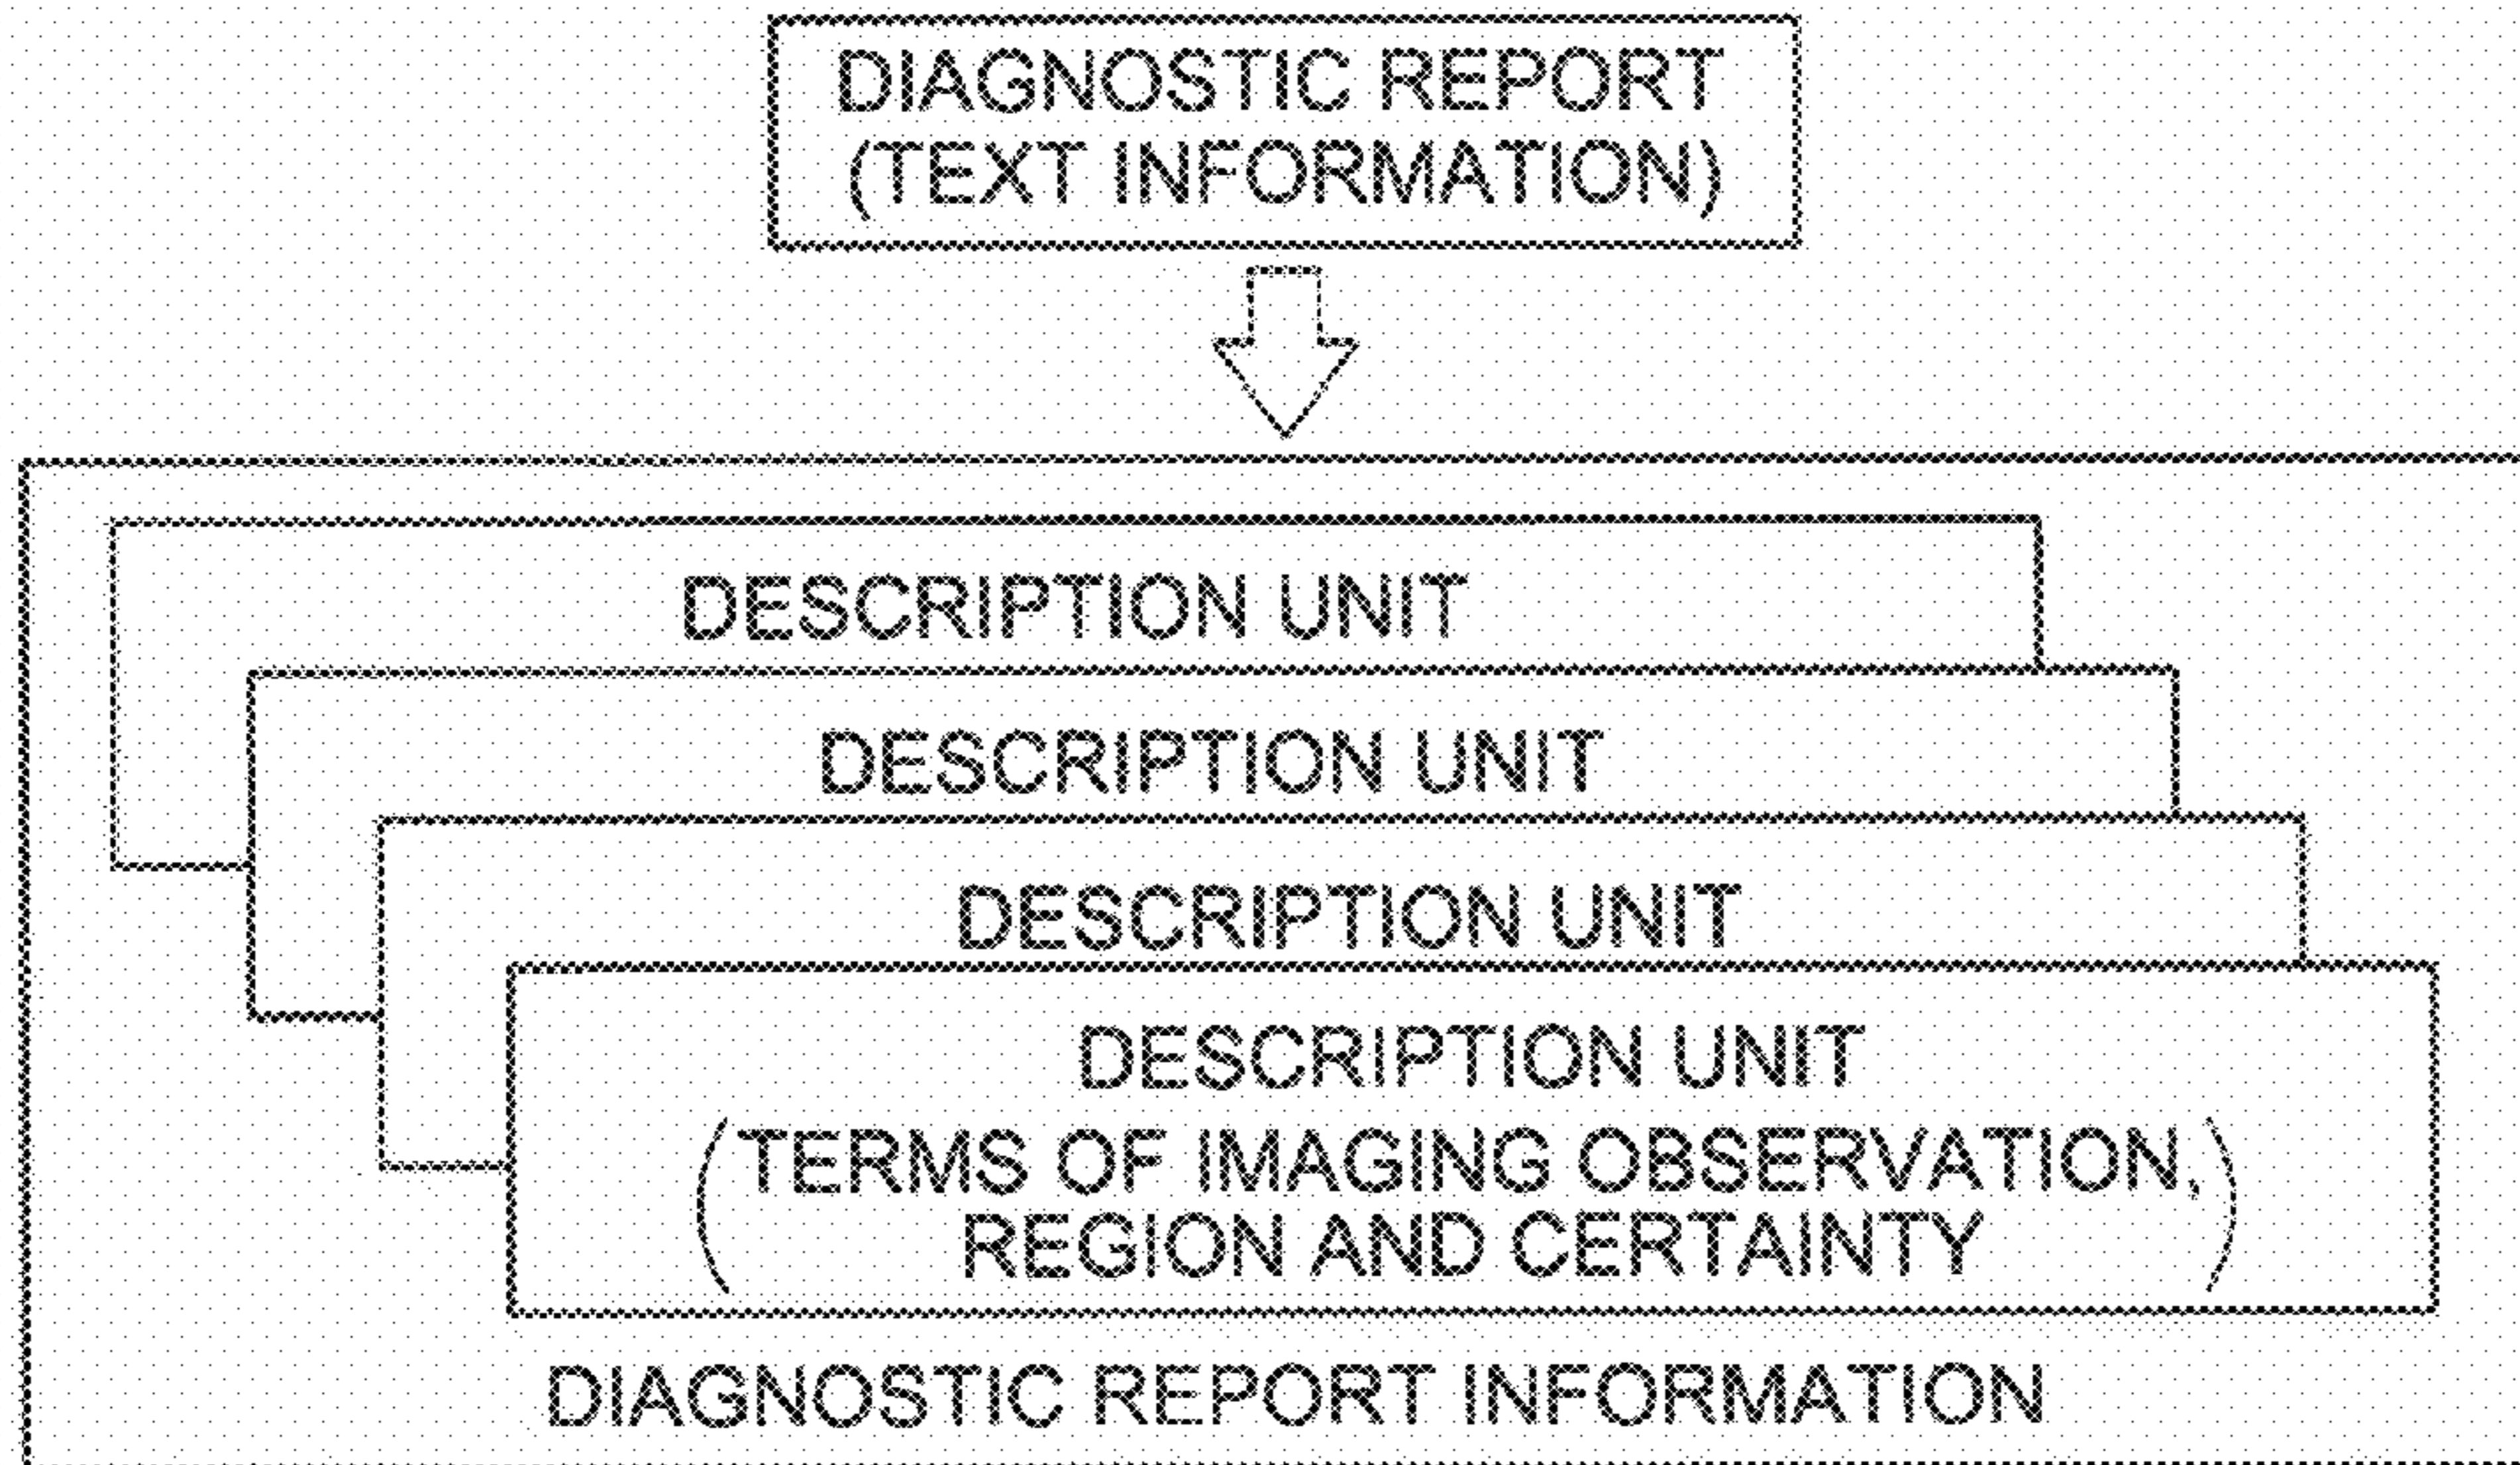 DIAGNOSTIC REPORT
(TEXT INFORMATION)
DESCRIPTION UNIT
DESCRIPTION UNIT
DESCRIPTION UNIT
DESCRIPTION UNIT
(TERMS OF IMAGING OBSERVATION,
REGION AND CERTAINTY)
DIAGNOSTIC REPORT INFORMATION